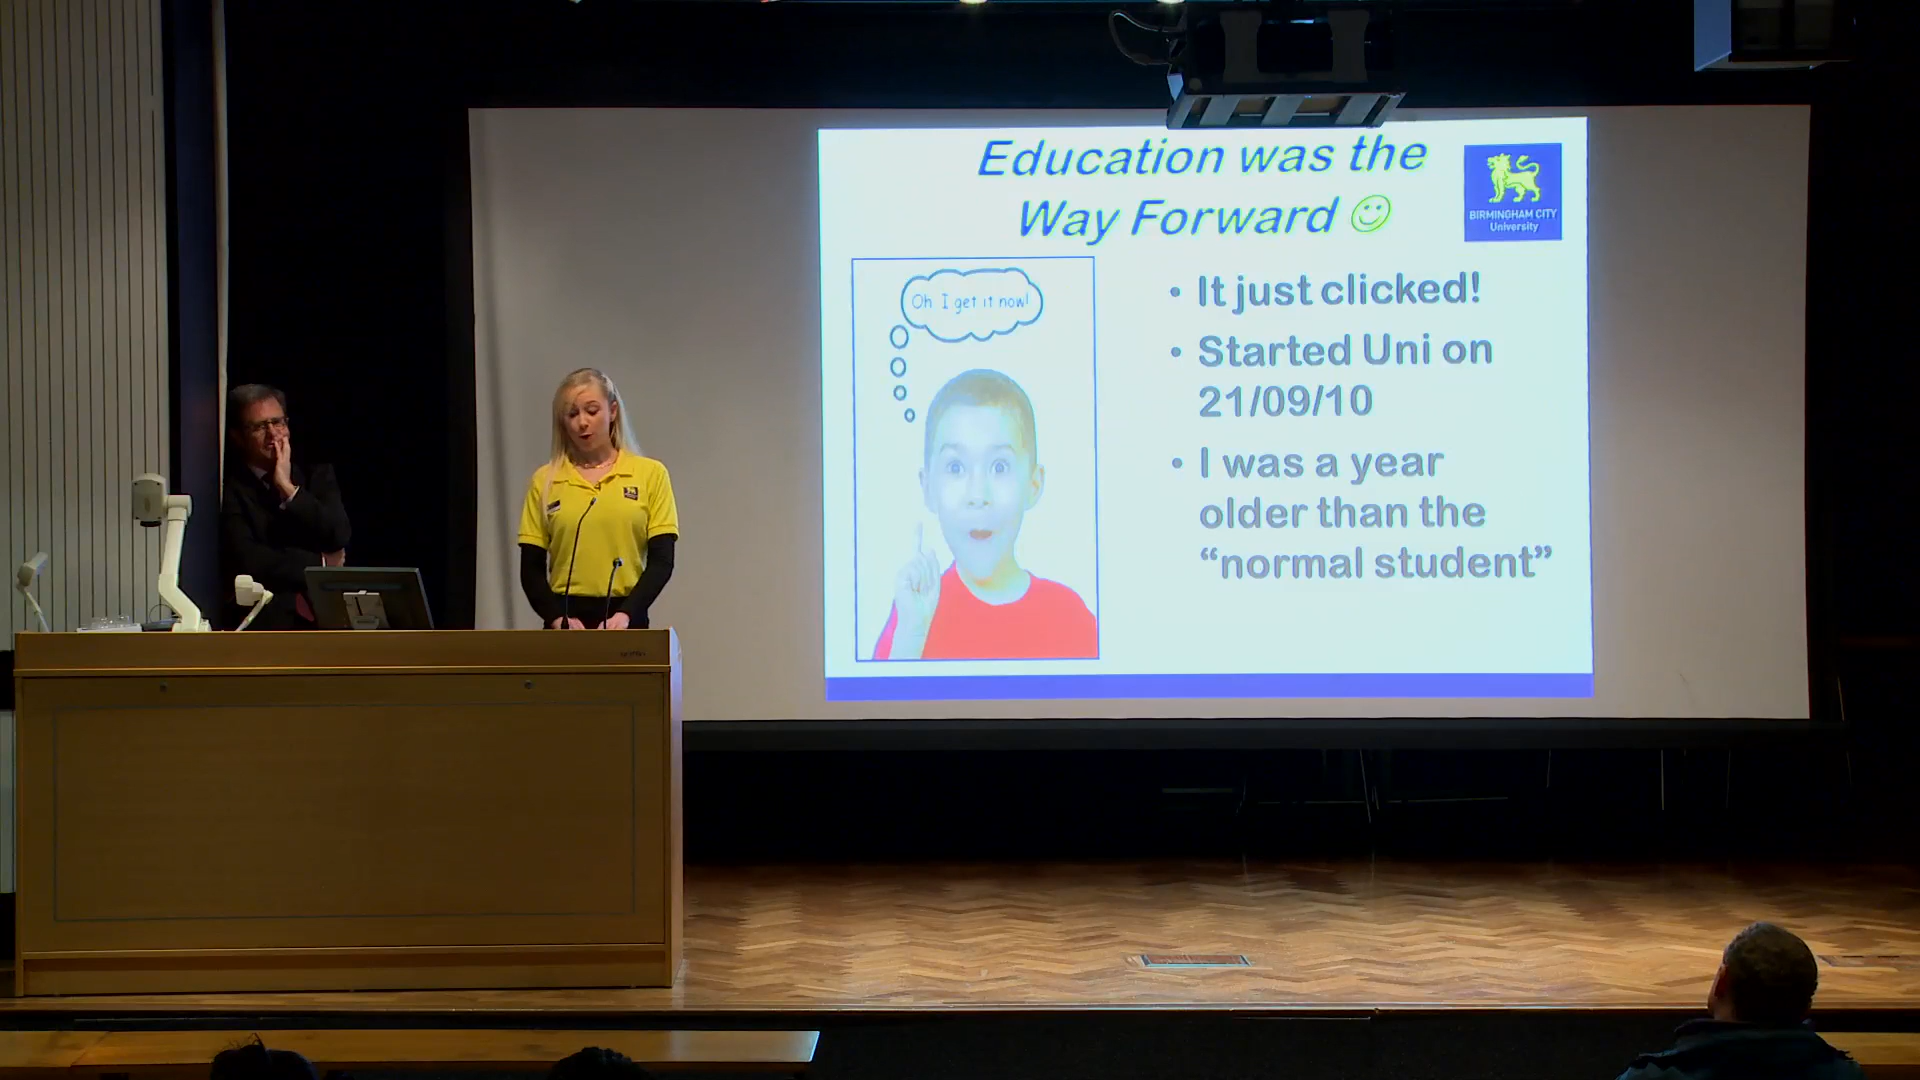 Education was the
Way Forward ☺
BIRMINGHAM CITY
University
Oh I get it now!
• It just clicked!
• Started Uni on
21/09/10
• I was a year
older than the
“normal student”